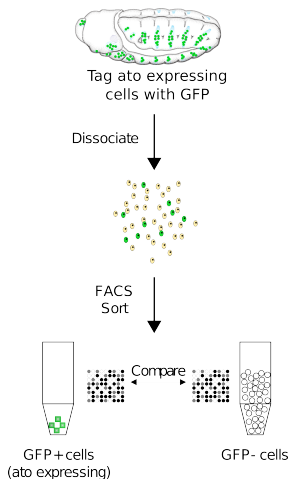 Tag ato expressing
cells with GFP
Dissociate
FACS
Sort
Compare
GFP+cells
(ato expressing)
GFP- cells